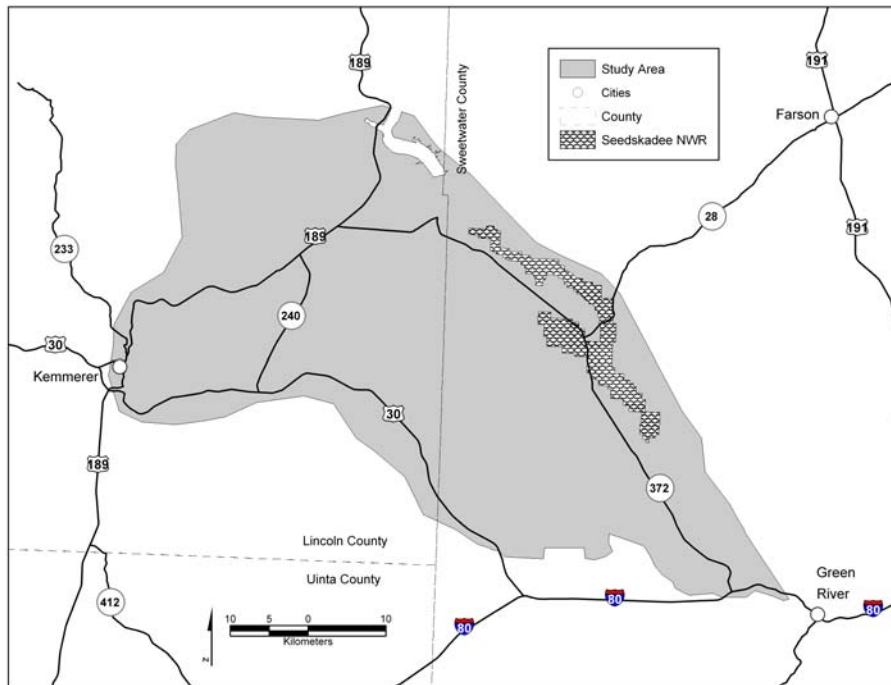 189
191
Sweetwater County
Study Area
Cities
County
Seedskadee NWR
Farson
28
191
233
189
240
30
Kemmerer
30
189
372
Lincoln County
Uinta County
412
10 5 0 10
Kilometers
N
80
80
80
Green
River